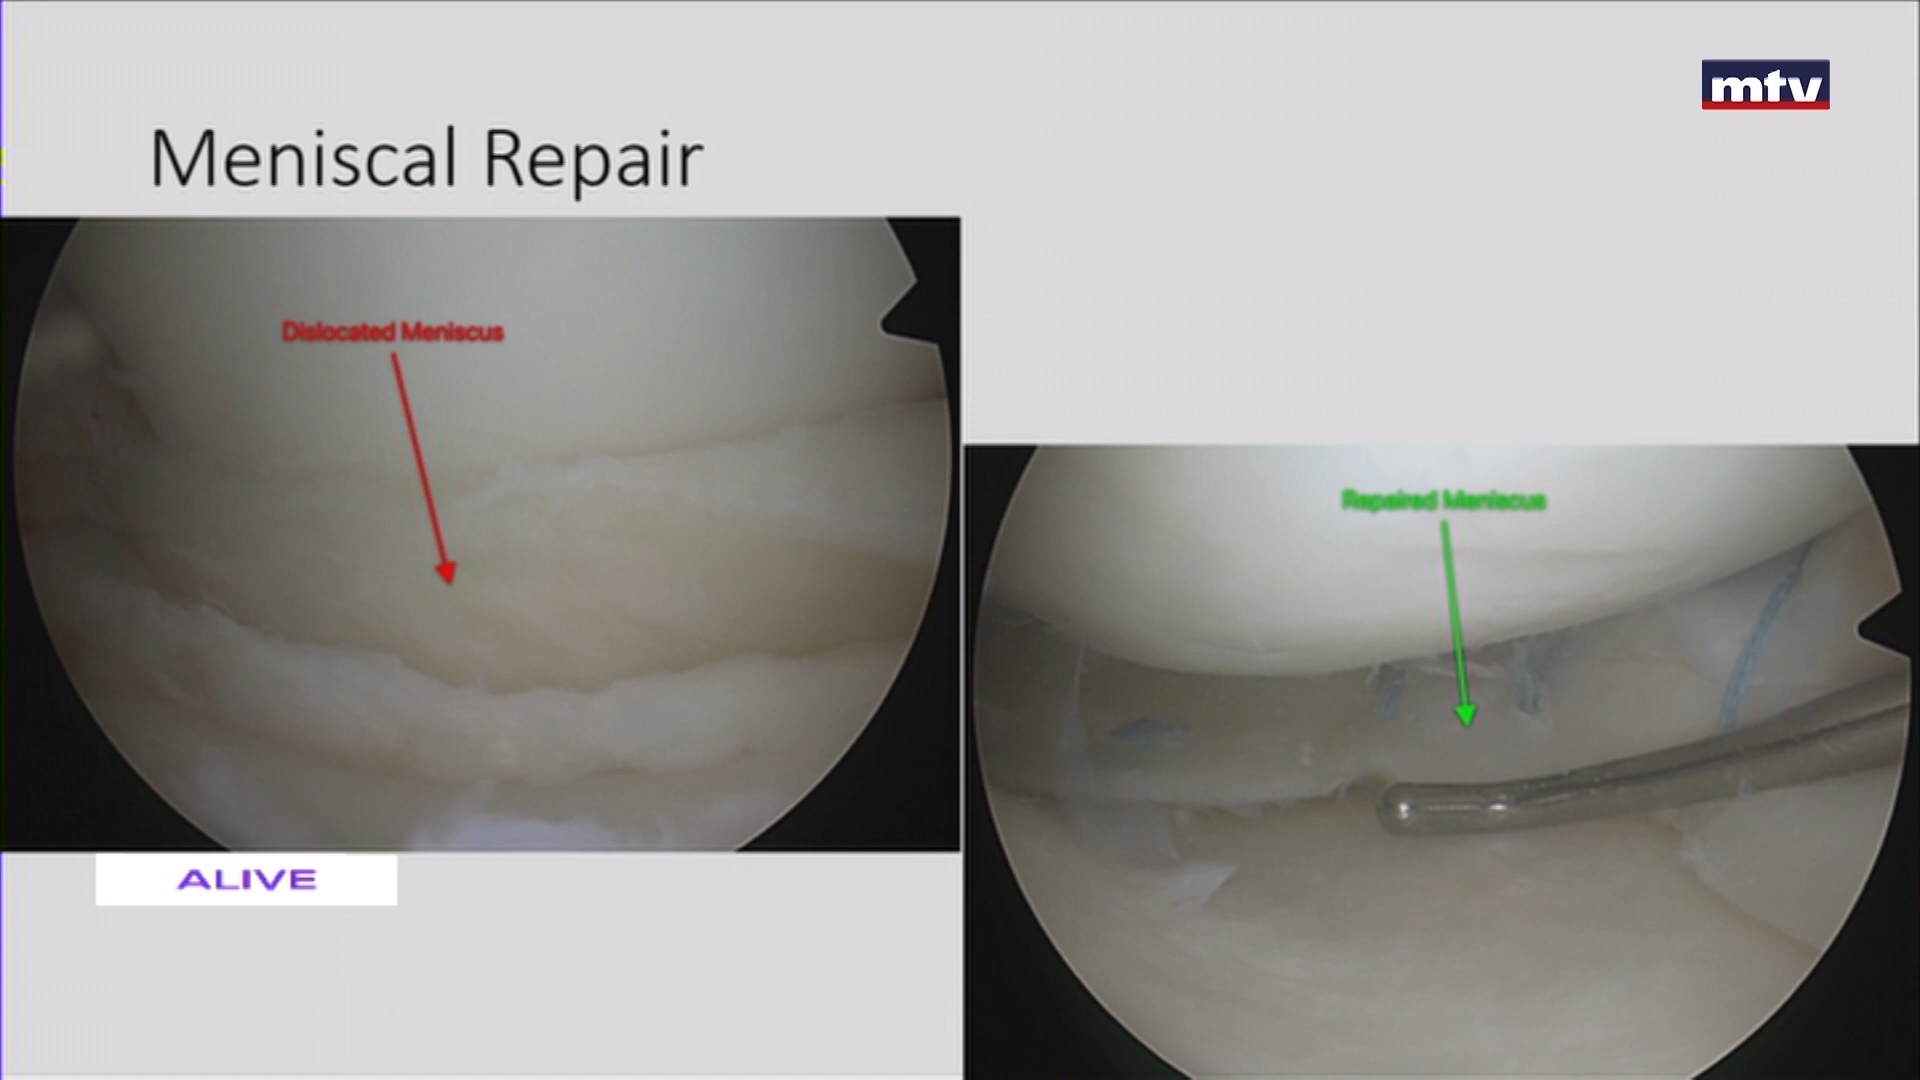 mtv
Meniscal Repair
Dislocated Meniscus
Repaired Meniscus
ALIVE